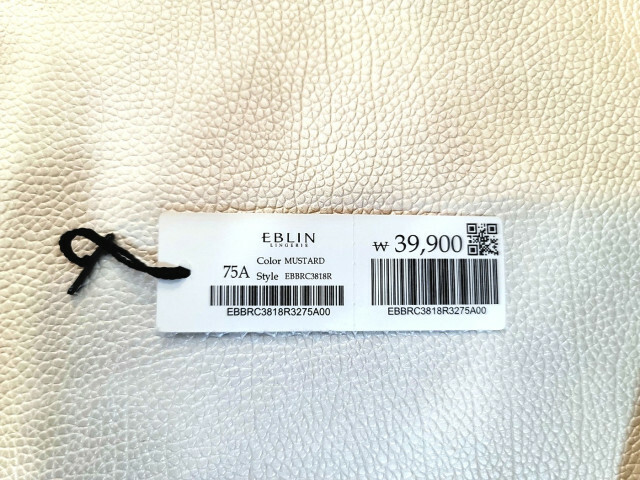 EBLIN
LINGERIE
Color MUSTARD
75A Style EBBRC3818R
EBBRC3818R3275A00
₩ 39,900
EBBRC3818R3275A00